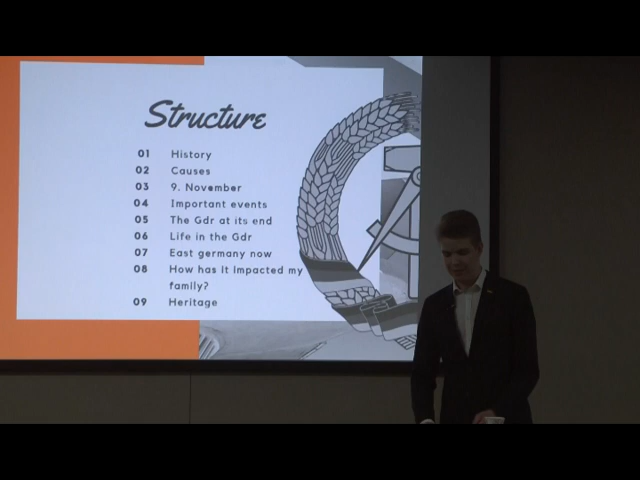 Structure
01 History
02 Causes
03 9. November
04 Important events
05 The Gdr at its end
06 Life in the Gdr
07 East germany now
08 How has it impacted my
family?
09 Heritage